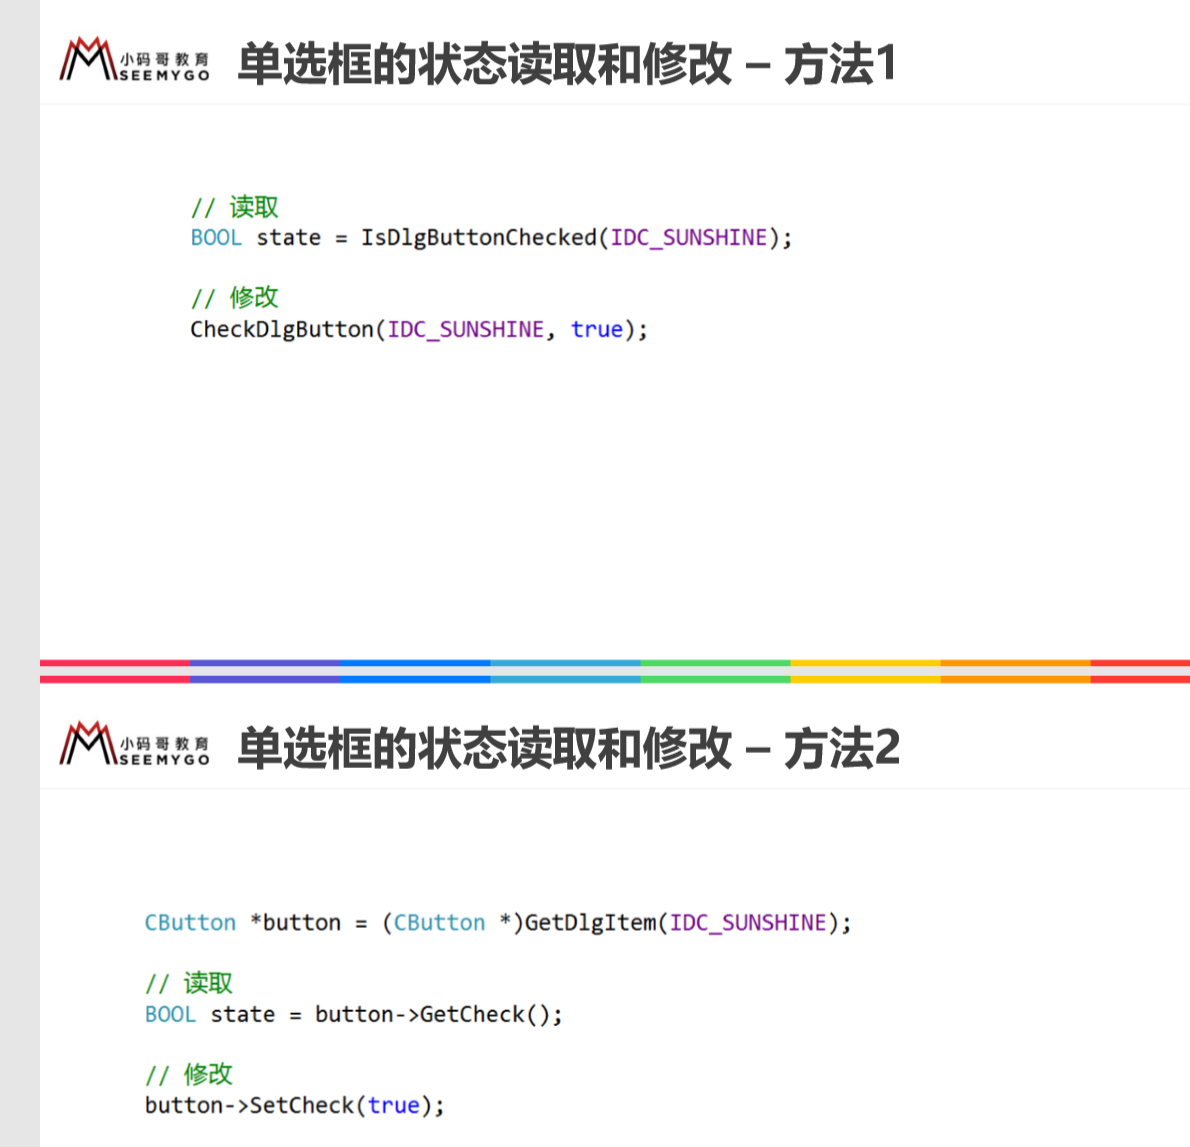 小码哥教育
SEEMYGO
单选框的状态读取和修改 – 方法1
// 读取
BOOL state = IsDlgButtonChecked(IDC_SUNSHINE);
// 修改
CheckDlgButton(IDC_SUNSHINE, true);
小码哥教育
SEEMYGO
单选框的状态读取和修改 – 方法2
CButton *button = (CButton *)GetDlgItem(IDC_SUNSHINE);
// 读取
BOOL state = button->GetCheck();
// 修改
button->SetCheck(true);